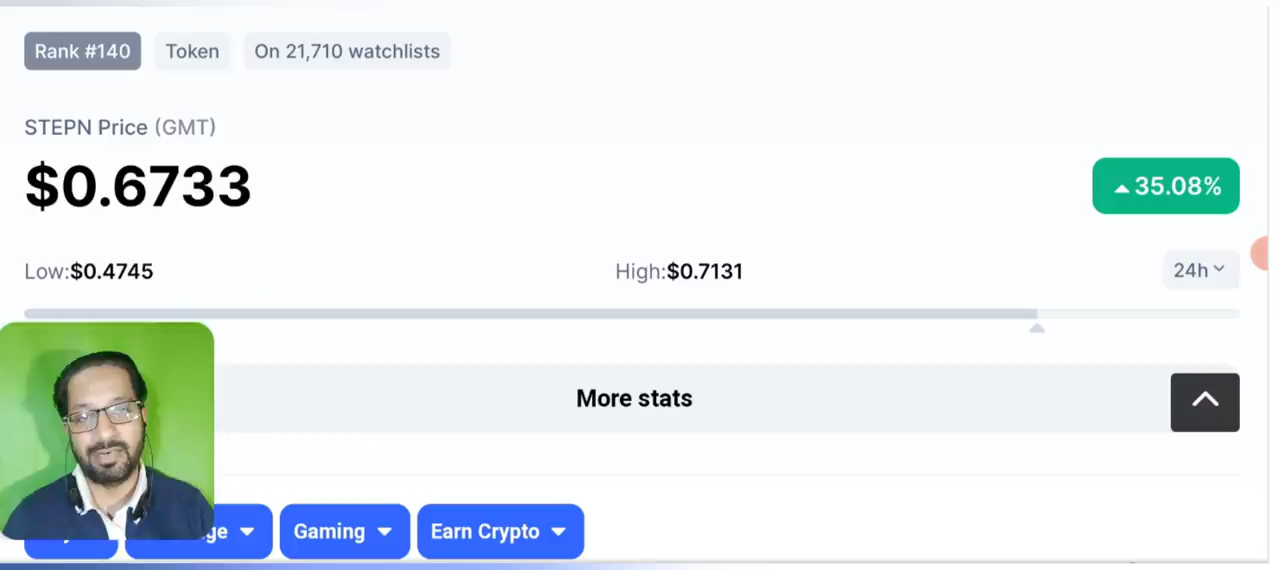 Rank #140 Token On 21,710 watchlists
STEPN Price (GMT)
$0.6733
35.08%
Low:$0.4745 High:$0.7131 24h
More stats
Gaming Earn Crypto